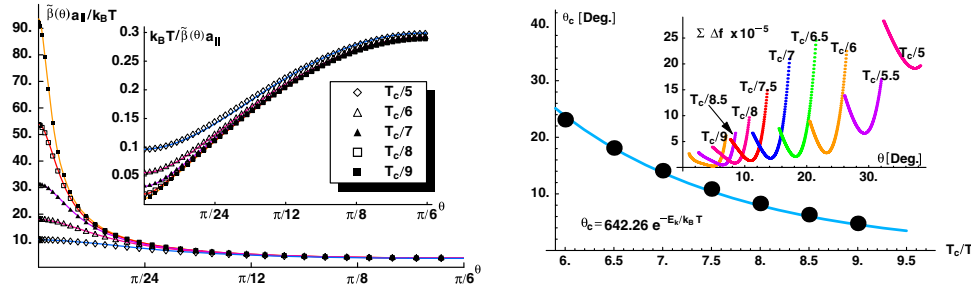 β̃(θ)a∥/k_BT
90.
80.
70.
60.
50.
40.
30.
20.
10.
π/24
π/12
π/8
π/6
θ
k_BT/β̃(θ)a∥
0.3
0.2
0.2
0.1
0.1
0.05
π/24
π/12
π/8
π/6
θ
T_c/5
T_c/6
T_c/7
T_c/8
T_c/9
θ_c [Deg.]
40.
30.
20.
10.
6.
6.5
7.
7.5
8.
8.5
9.
9.5
T_c/T
θ_c=642.26 e^{-E_k/k_BT}
Σ Δf x10^{-5}
25
20
15
10
5
0
0
10.
20.
30.
θ[Deg.]
T_c/9
T_c/8.5
T_c/8
T_c/7.5
T_c/7
T_c/6.5
T_c/6
T_c/5.5
T_c/5